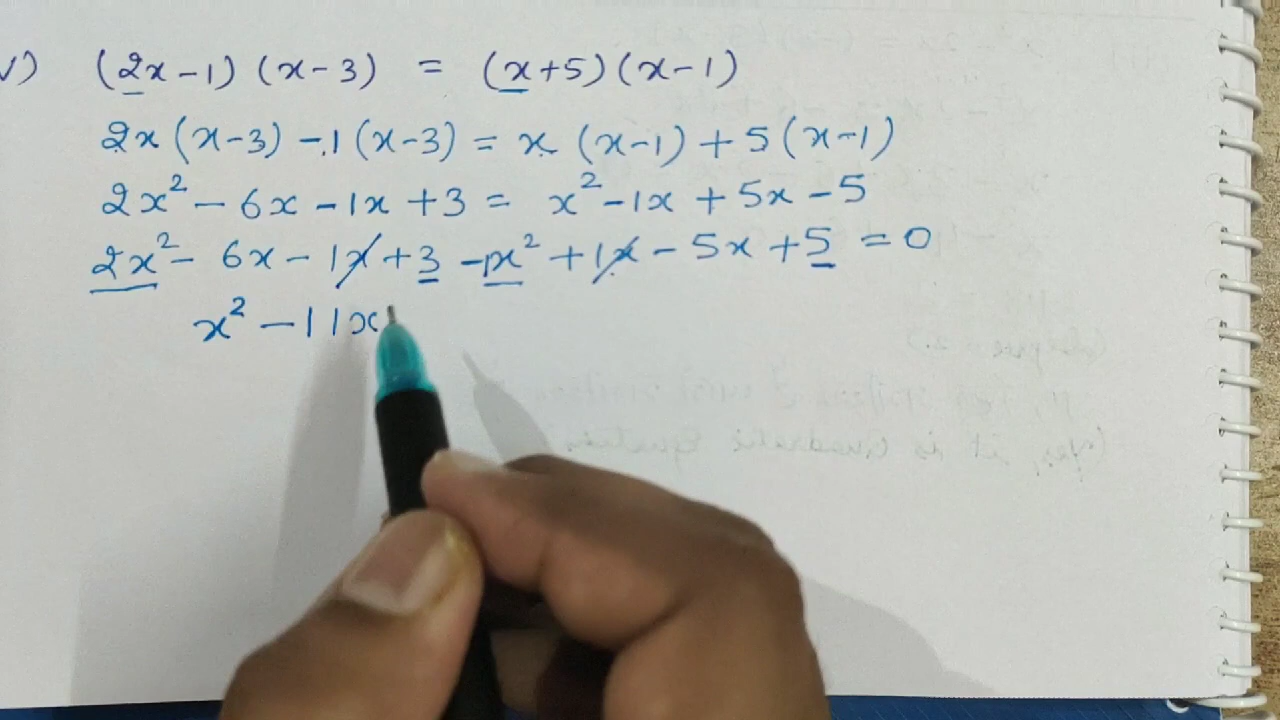 v) (2x-1) (x-3) = (x+5) (x-1)
2x (x-3) -1 (x-3) = x (x-1) + 5 (x-1)
2x² - 6x - 1x + 3 = x² - 1x + 5x - 5
2x² - 6x - 1x + 3 - x² + 1x - 5x + 5 = 0
x² - 11x